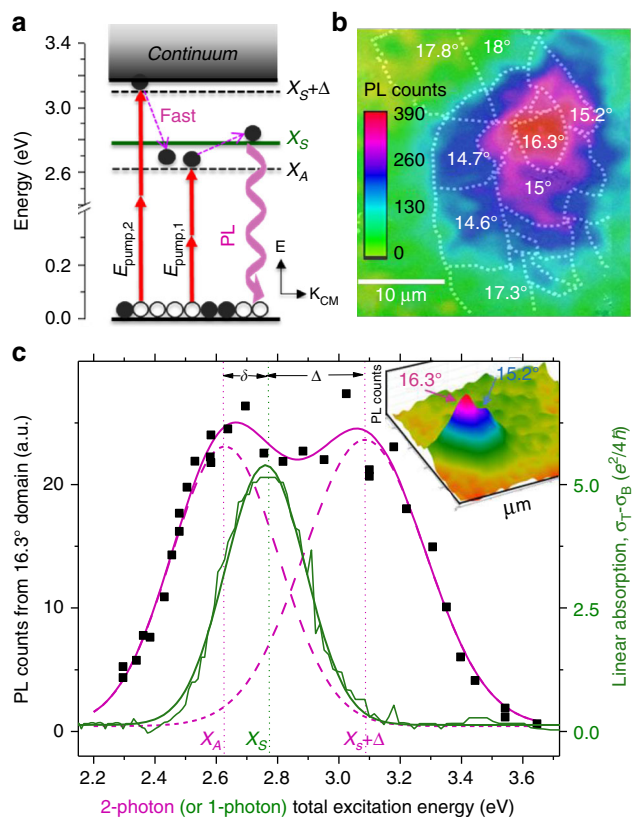 a
3.4
Continuum
3.0
X_S+Δ
Fast
X_S
2.6
X_A
Energy (eV)
E_pump,2
E_pump,1
PL
0.2
E
K_CM
0.0
b
17.8°
18°
PL counts
390
260
130
0
15.2°
16.3°
14.7°
15°
14.6°
17.3°
10 μm
c
δ
Δ
PL counts
16.3°
15.2°
μm
PL counts from 16.3° domain (a.u.)
20
10
0
Linear absorption, σ_T-σ_B (e²/4ℏ)
5.0
2.5
0.0
X_A
X_S
X_s+Δ
2.2 2.4 2.6 2.8 3.0 3.2 3.4 3.6
2-photon (or 1-photon) total excitation energy (eV)